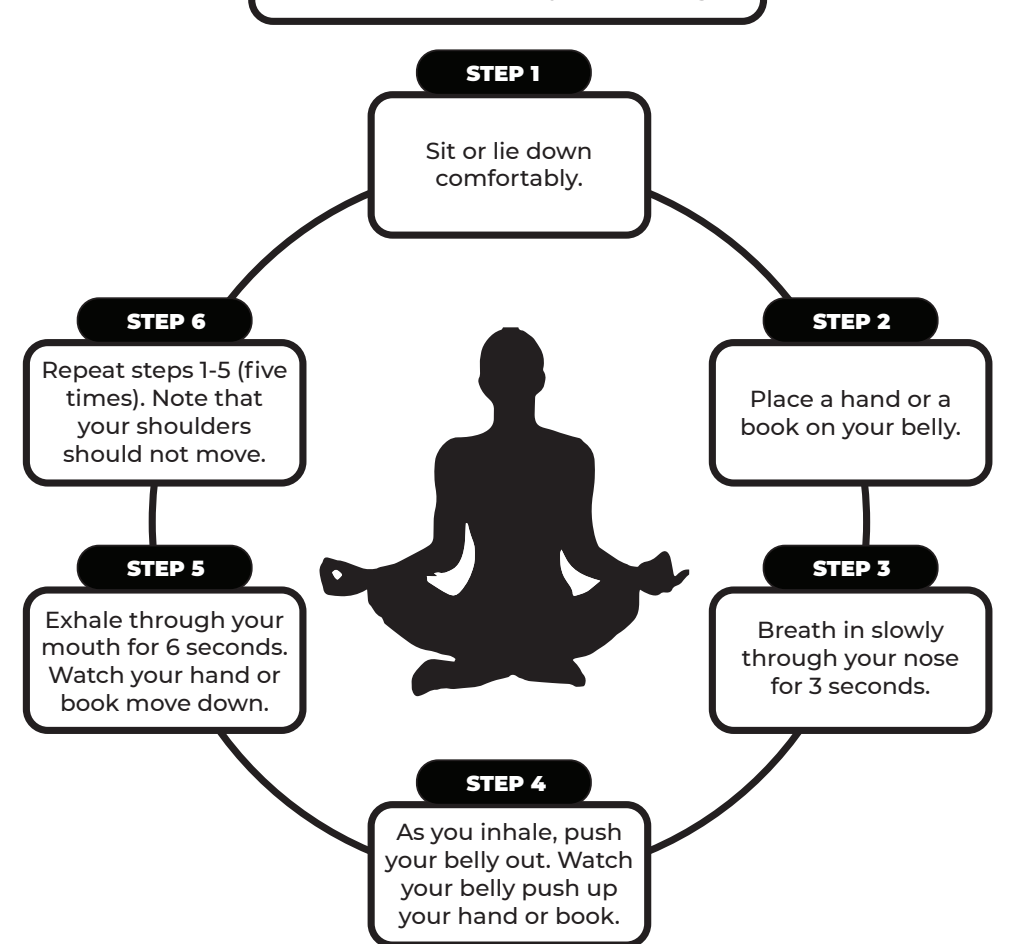 STEP 1
Sit or lie down
comfortably.
STEP 2
Place a hand or a
book on your belly.
STEP 3
Breath in slowly
through your nose
for 3 seconds.
STEP 4
As you inhale, push
your belly out. Watch
your belly push up
your hand or book.
STEP 5
Exhale through your
mouth for 6 seconds.
Watch your hand or
book move down.
STEP 6
Repeat steps 1-5 (five
times). Note that
your shoulders
should not move.